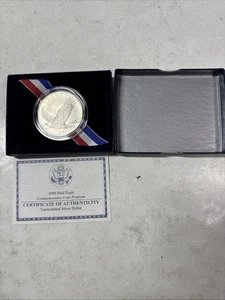 2008 Bald Eagle
Commemorative Coin Program
CERTIFICATE OF AUTHENTICITY
Uncirculated Silver Dollar